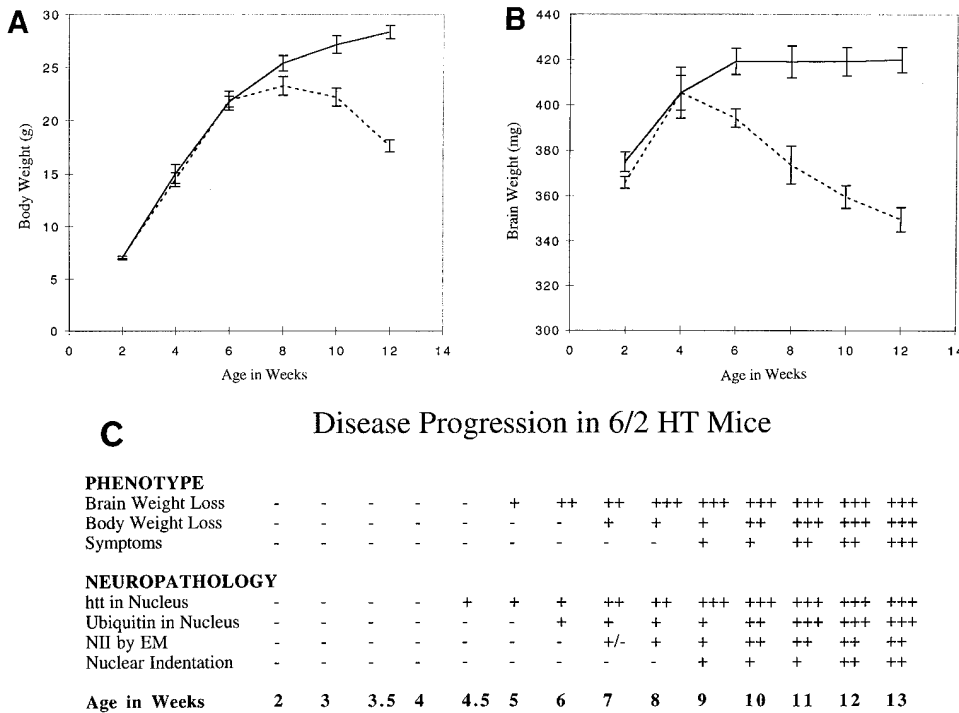 A
30
25
20
15
10
5
0
Body Weight (g)
0 2 4 6 8 10 12 14
Age in Weeks
B
440
420
400
380
360
340
320
300
Brain Weight (mg)
0 2 4 6 8 10 12 14
Age in Weeks
C
Disease Progression in 6/2 HT Mice
PHENOTYPE
Brain Weight Loss - - - - - + ++ ++ +++ +++ +++ +++ +++ +++
Body Weight Loss - - - - - - - + + + ++ +++ +++ +++
Symptoms - - - - - - - - - + + ++ ++ +++
NEUROPATHOLOGY
htt in Nucleus - - - - + + + ++ ++ +++ +++ +++ +++ +++
Ubiquitin in Nucleus - - - - - - + + + + ++ +++ +++ +++
NII by EM - - - - - - - +/- + + ++ ++ ++ ++
Nuclear Indentation - - - - - - - - - + + + ++ ++
Age in Weeks 2 3 3.5 4 4.5 5 6 7 8 9 10 11 12 13